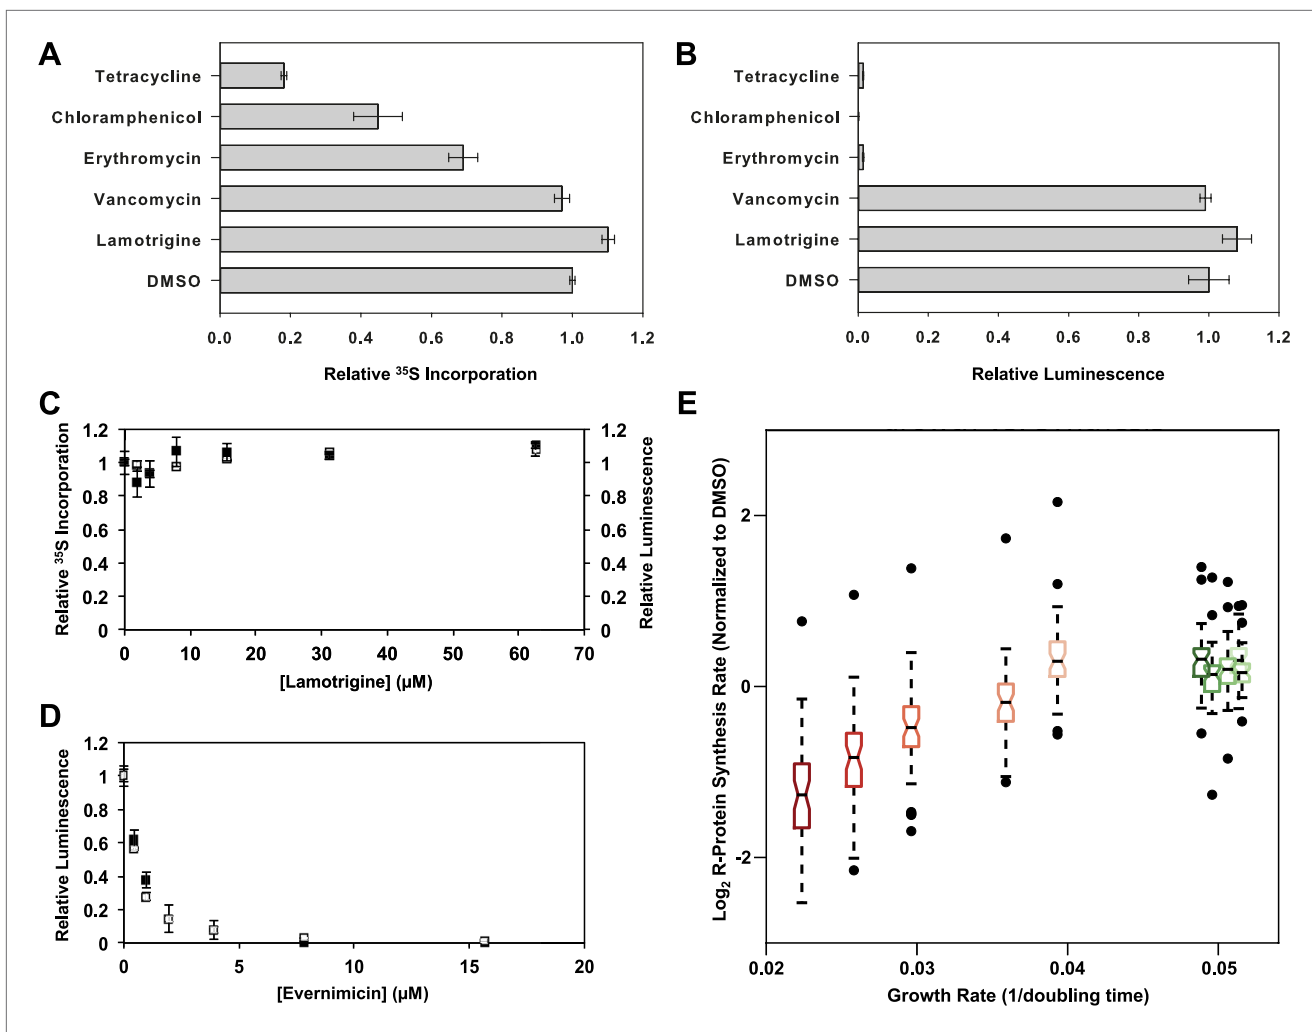 A
Tetracycline
Chloramphenicol
Erythromycin
Vancomycin
Lamotrigine
DMSO
0.0 0.2 0.4 0.6 0.8 1.0 1.2
Relative ³⁵S Incorporation
B
Tetracycline
Chloramphenicol
Erythromycin
Vancomycin
Lamotrigine
DMSO
0.0 0.2 0.4 0.6 0.8 1.0 1.2
Relative Luminescence
C
Relative ³⁵S Incorporation
1.2
1
0.8
0.6
0.4
0.2
0
1.2
1
0.8
0.6
0.4
0.2
0
Relative Luminescence
0 10 20 30 40 50 60 70
[Lamotrigine] (µM)
D
Relative Luminescence
1.2
1
0.8
0.6
0.4
0.2
0
0 5 10 15 20
[Evernimicin] (µM)
E
Log₂ R-Protein Synthesis Rate (Normalized to DMSO)
2
0
-2
0.02 0.03 0.04 0.05
Growth Rate (1/doubling time)